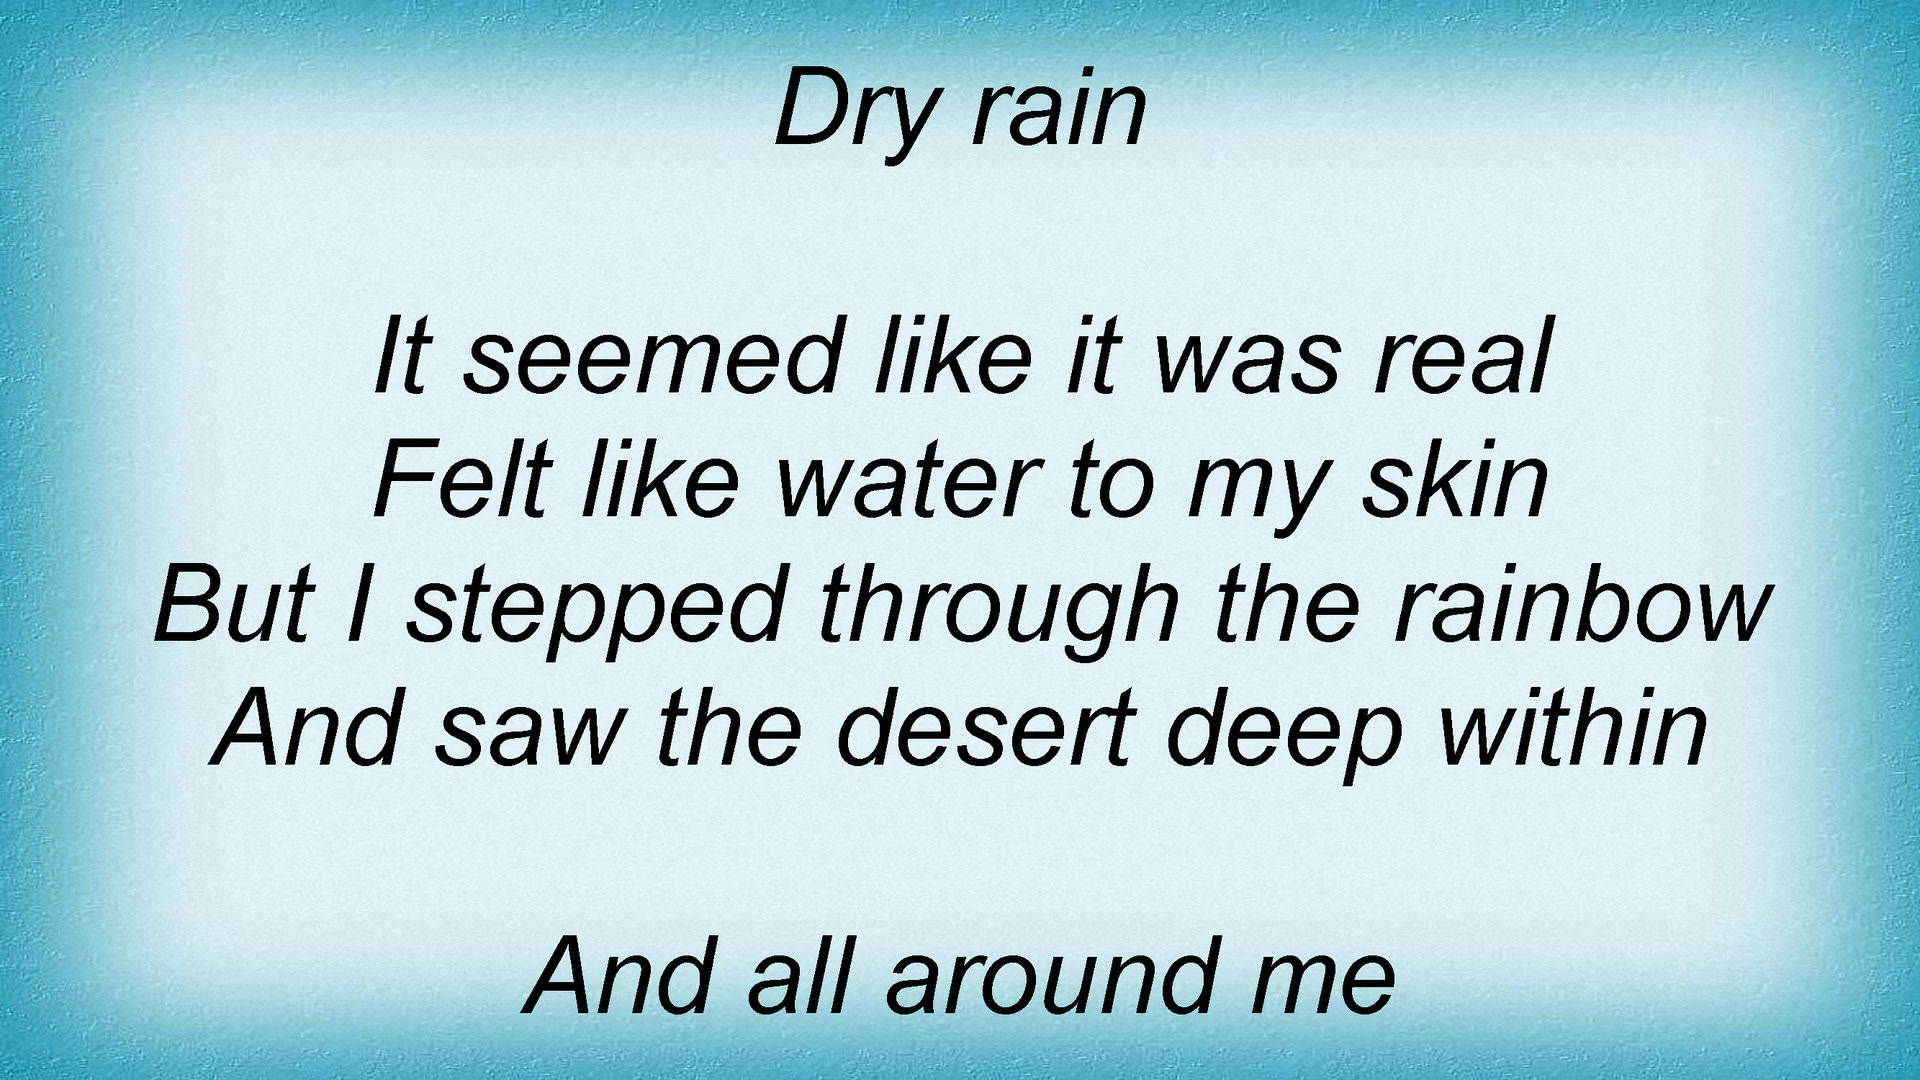 Dry rain
It seemed like it was real
Felt like water to my skin
But I stepped through the rainbow
And saw the desert deep within
And all around me